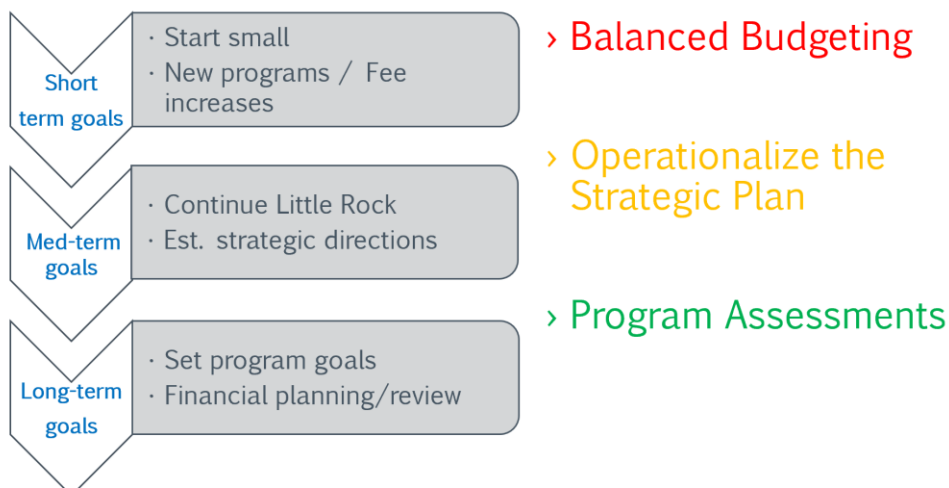 Short
term goals
· Start small
· New programs / Fee
increases
› Balanced Budgeting
Med-term
goals
· Continue Little Rock
· Est. strategic directions
› Operationalize the
Strategic Plan
Long-term
goals
· Set program goals
· Financial planning/review
› Program Assessments